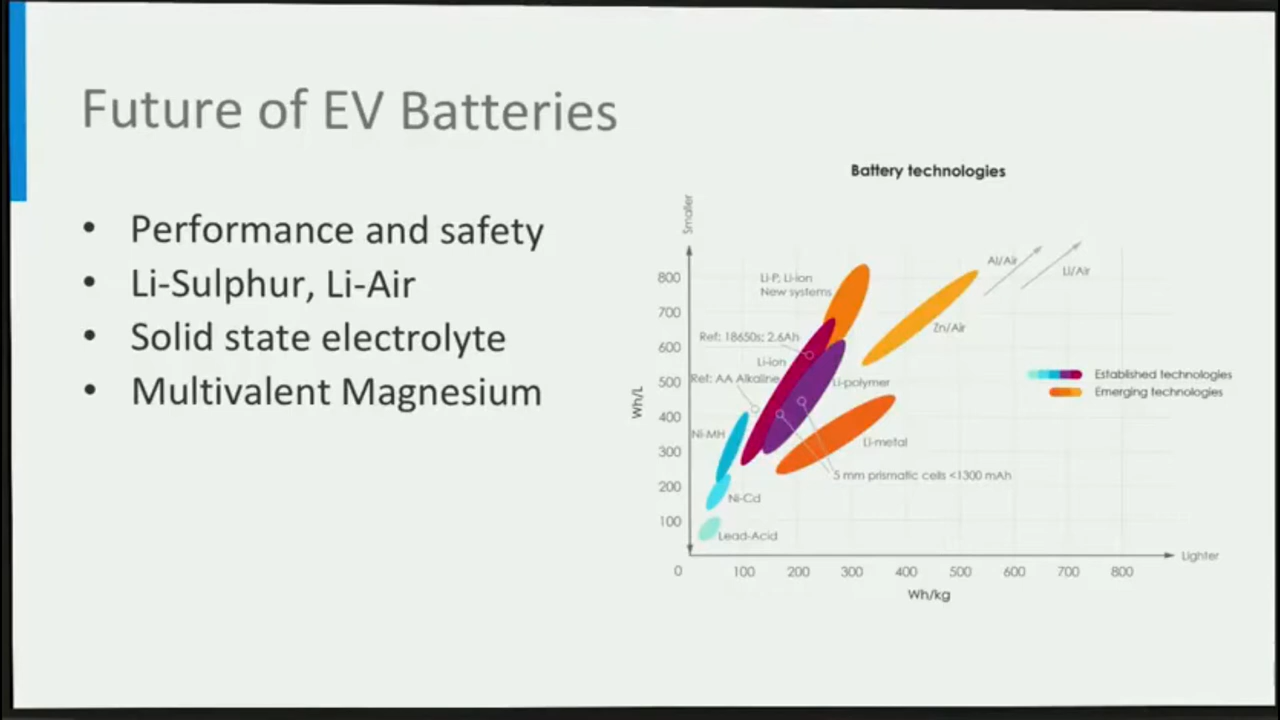 Future of EV Batteries
• Performance and safety
• Li-Sulphur, Li-Air
• Solid state electrolyte
• Multivalent Magnesium
Battery technologies
Smaller
Wh/L
800
700
600
500
400
300
200
100
0
100 200 300 400 500 600 700 800
Wh/kg
Lighter
Al/Air
Li/Air
Li-P, Li-ion
New systems
Zn/Air
Ref: 18650s; 2.6Ah
Li-ion
Ref: AA Alkaline
Li-polymer
Ni-MH
Li-metal
5 mm prismatic cells <1300 mAh
Ni-Cd
Lead-Acid
Established technologies
Emerging technologies